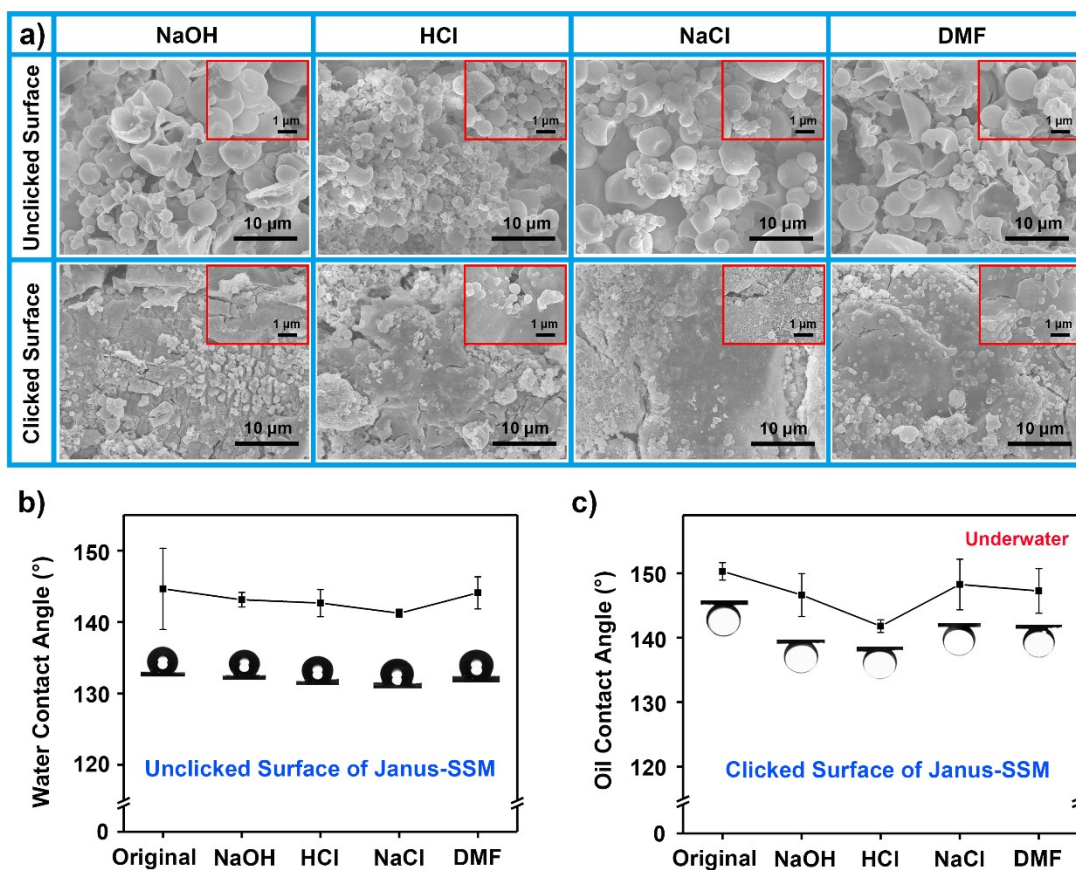 a)
NaOH HCl NaCl DMF
Unclicked Surface
1 μm 1 μm 1 μm 1 μm
10 μm 10 μm 10 μm 10 μm
Clicked Surface
1 μm 1 μm 1 μm 1 μm
10 μm 10 μm 10 μm 10 μm
b)
Water Contact Angle (°)
150
140
130
120
0
Unclicked Surface of Janus-SSM
Original NaOH HCl NaCl DMF
c)
Underwater
Oil Contact Angle (°)
150
140
130
120
0
Clicked Surface of Janus-SSM
Original NaOH HCl NaCl DMF